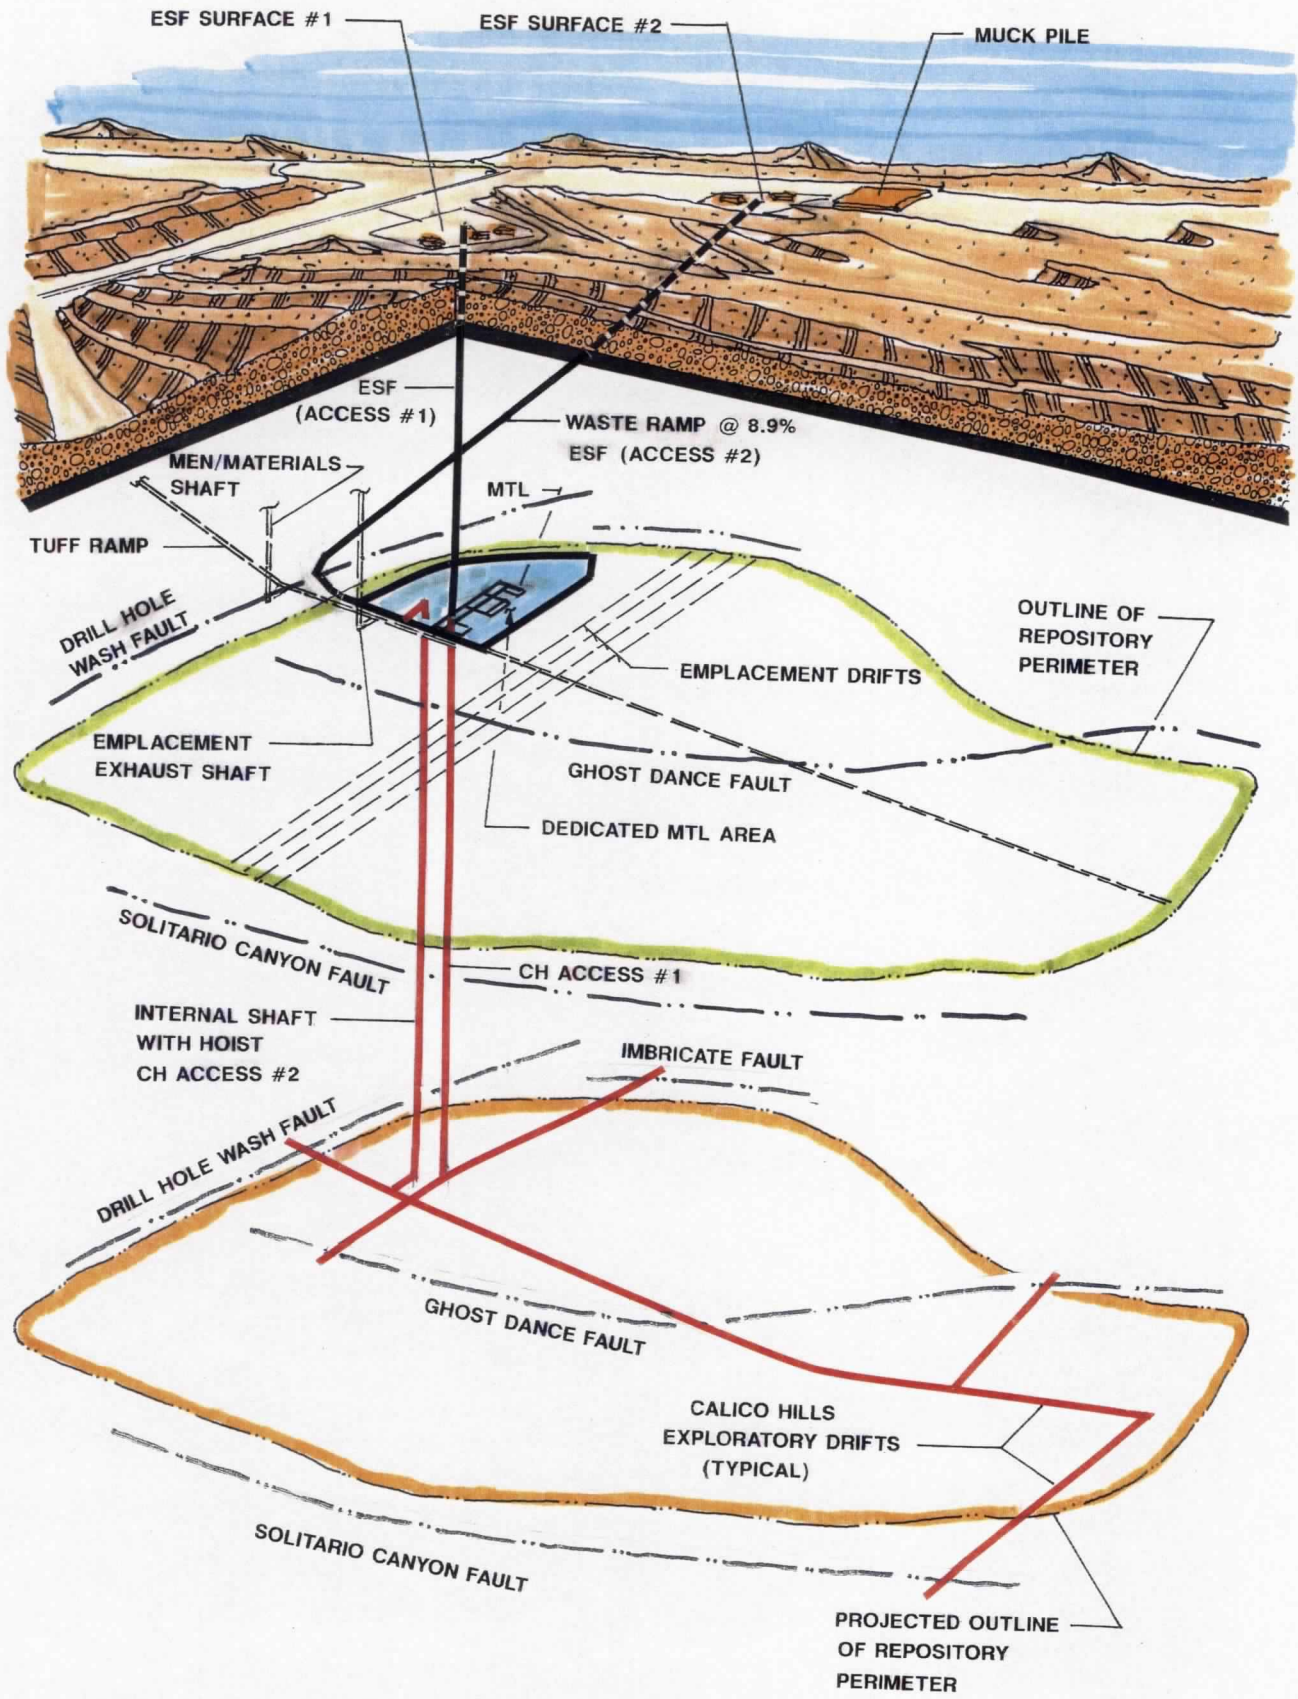 ESF SURFACE #1
ESF SURFACE #2
MUCK PILE
ESF
(ACCESS #1)
WASTE RAMP @ 8.9%
ESF (ACCESS #2)
MEN/MATERIALS
SHAFT
MTL
TUFF RAMP
DRILL HOLE
WASH FAULT
OUTLINE OF
REPOSITORY
PERIMETER
EMPLACEMENT DRIFTS
EMPLACEMENT
EXHAUST SHAFT
GHOST DANCE FAULT
DEDICATED MTL AREA
SOLITARIO CANYON FAULT
CH ACCESS #1
INTERNAL SHAFT
WITH HOIST
CH ACCESS #2
IMBRICATE FAULT
DRILL HOLE WASH FAULT
GHOST DANCE FAULT
CALICO HILLS
EXPLORATORY DRIFTS
(TYPICAL)
SOLITARIO CANYON FAULT
PROJECTED OUTLINE
OF REPOSITORY
PERIMETER